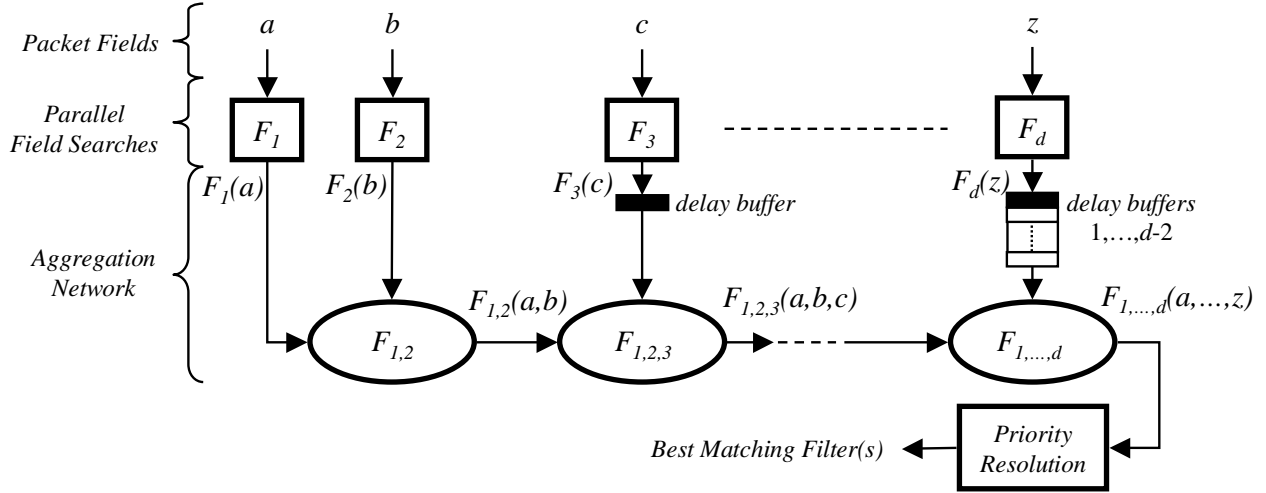 Packet Fields
a
b
c
z
Parallel
Field Searches
F1
F2
F3
Fd
F1(a)
F2(b)
F3(c)
Fd(z)
delay buffer
delay buffers
1,…,d-2
Aggregation
Network
F1,2(a,b)
F1,2,3(a,b,c)
F1,…,d(a,…,z)
F1,2
F1,2,3
F1,…,d
Best Matching Filter(s)
Priority
Resolution